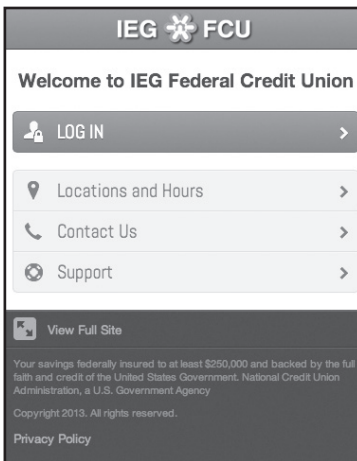 IEG FCU
Welcome to IEG Federal Credit Union
LOG IN
Locations and Hours
Contact Us
Support
View Full Site
Your savings federally insured to at least $250,000 and backed by the full
faith and credit of the United States Government. National Credit Union
Administration, a U.S. Government Agency
Copyright 2013. All rights reserved.
Privacy Policy